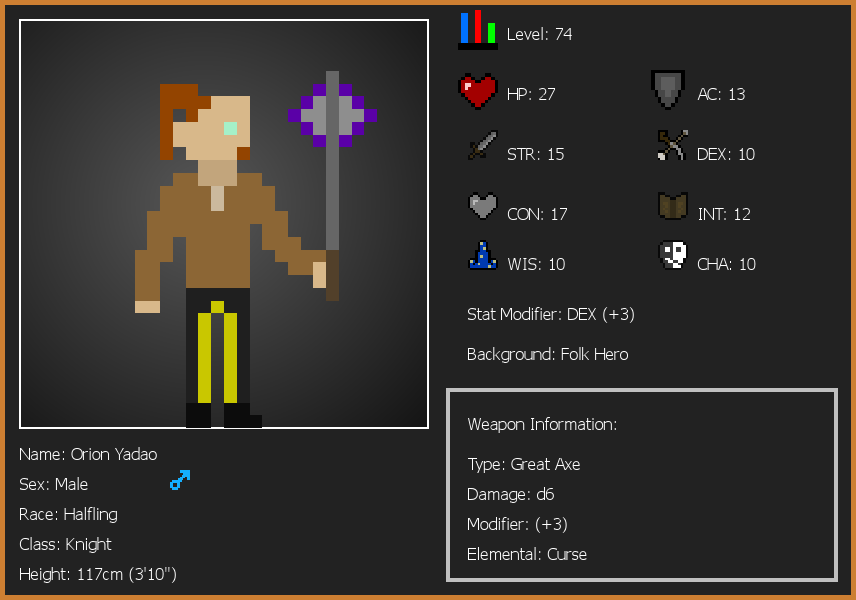 Level: 74
HP: 27
AC: 13
STR: 15
DEX: 10
CON: 17
INT: 12
WIS: 10
CHA: 10
Stat Modifier: DEX (+3)
Background: Folk Hero
Weapon Information:
Type: Great Axe
Damage: d6
Modifier: (+3)
Elemental: Curse
Name: Orion Yadao
Sex: Male
Race: Halfling
Class: Knight
Height: 117cm (3'10")